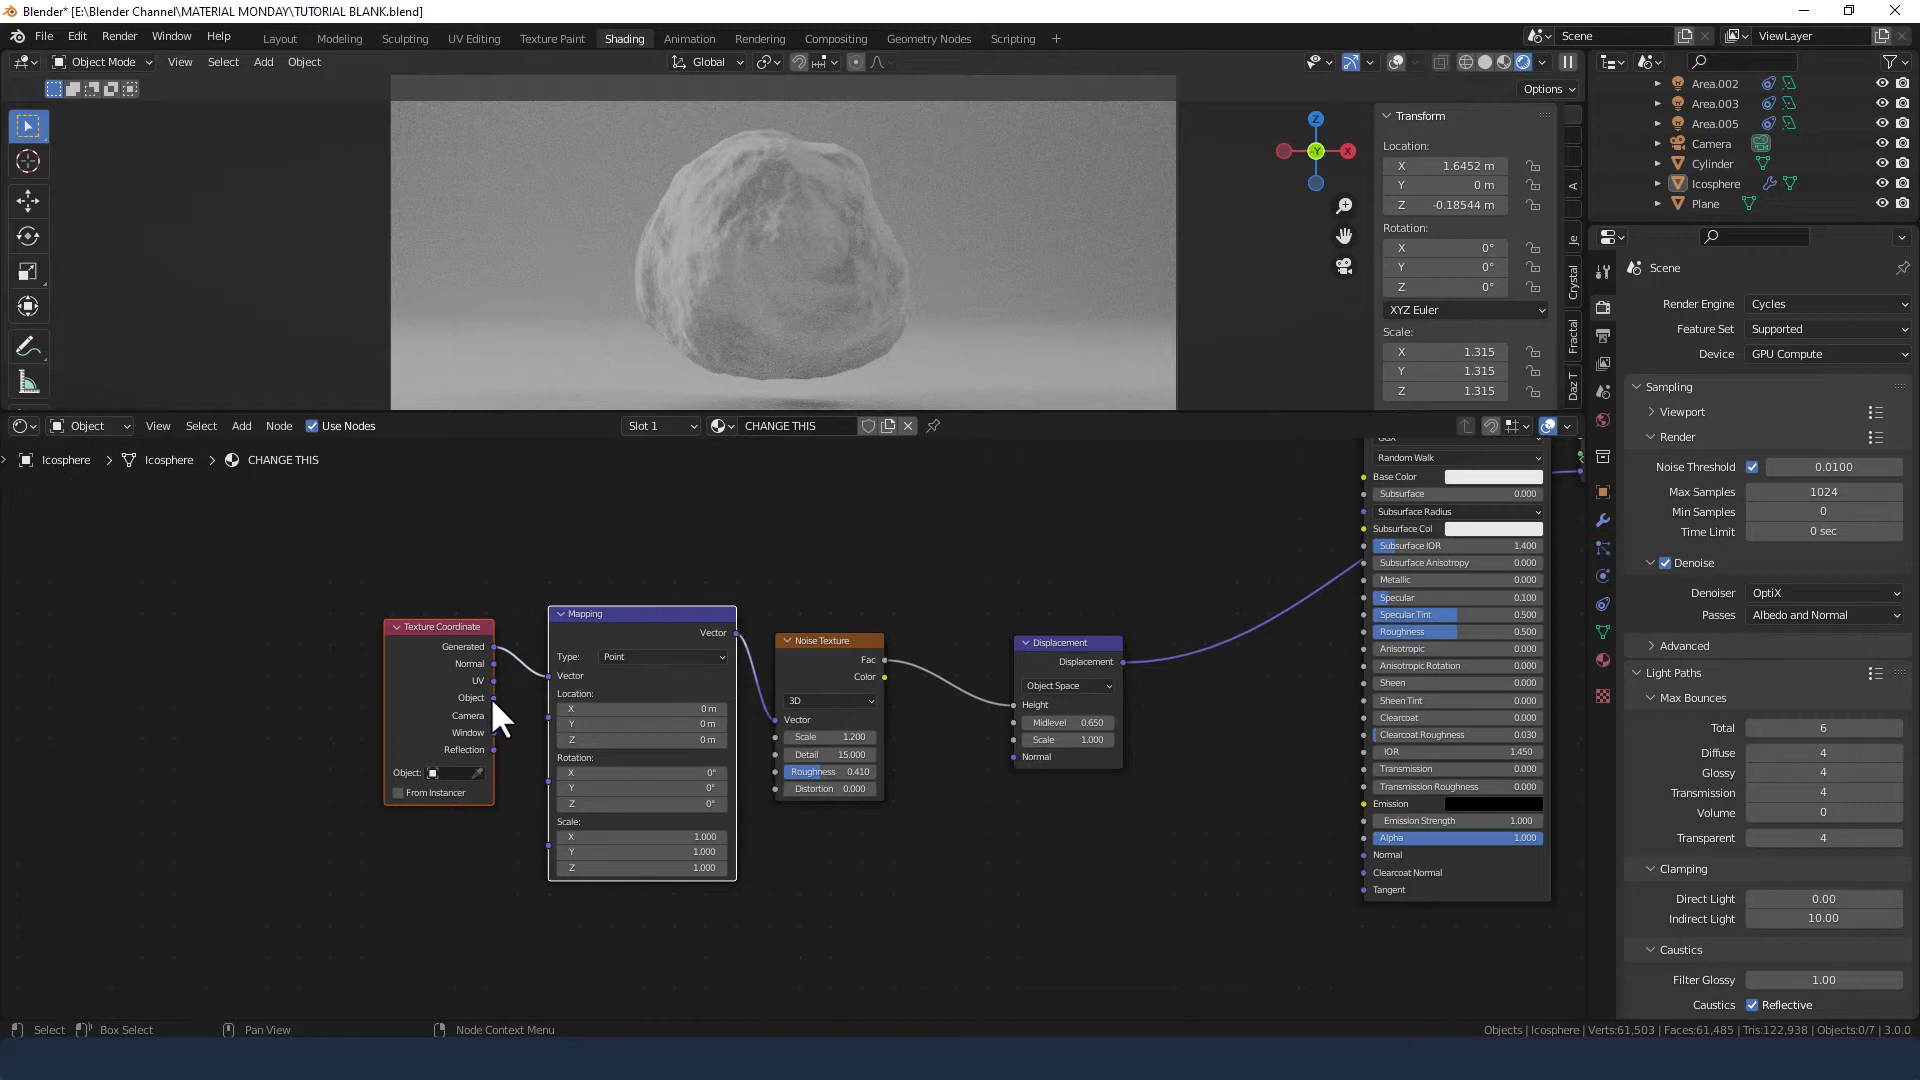 Blender* [E:\Blender Channel\MATERIAL MONDAY\TUTORIAL BLANK.blend]
File Edit Render Window Help Layout Modeling Sculpting UV Editing Texture Paint Shading Animation Rendering Compositing Geometry Nodes Scripting + Scene ViewLayer
Object Mode View Select Add Object Global
Options
Area.002
Area.003
Area.005
Camera
Cylinder
Icosphere
Plane
Z
X
-Y
Transform
Location:
X 1.6452 m
Y 0 m
Z -0.18544 m
Rotation:
X 0°
Y 0°
Z 0°
XYZ Euler
Scale:
X 1.315
Y 1.315
Z 1.315
A
Je
Crystal
Fractal
Daz T
Scene
Render Engine Cycles
Feature Set Supported
Device GPU Compute
Sampling
Viewport
Render
Noise Threshold 0.0100
Max Samples 1024
Min Samples 0
Time Limit 0 sec
Denoise
Denoiser OptiX
Passes Albedo and Normal
Advanced
Light Paths
Max Bounces
Total 6
Diffuse 4
Glossy 4
Transmission 4
Volume 0
Transparent 4
Clamping
Direct Light 0.00
Indirect Light 10.00
Caustics
Filter Glossy 1.00
Caustics Reflective
Object View Select Add Node Use Nodes Slot 1 CHANGE THIS
Icosphere > Icosphere > CHANGE THIS
Texture Coordinate
Generated
Normal
UV
Object
Camera
Window
Reflection
Object:
From Instancer
Mapping
Vector
Type: Point
Vector
Location:
X 0 m
Y 0 m
Z 0 m
Rotation:
X 0°
Y 0°
Z 0°
Scale:
X 1.000
Y 1.000
Z 1.000
Noise Texture
Fac
Color
3D
Vector
Scale 1.200
Detail 15.000
Roughness 0.410
Distortion 0.000
Displacement
Displacement
Object Space
Height
Midlevel 0.650
Scale 1.000
Normal
GGX
Random Walk
Base Color
Subsurface 0.000
Subsurface Radius
Subsurface Col
Subsurface IOR 1.400
Subsurface Anisotropy 0.000
Metallic 0.000
Specular 0.100
Specular Tint 0.500
Roughness 0.500
Anisotropic 0.000
Anisotropic Rotation 0.000
Sheen 0.000
Sheen Tint 0.000
Clearcoat 0.000
Clearcoat Roughness 0.030
IOR 1.450
Transmission 0.000
Transmission Roughness 0.000
Emission
Emission Strength 1.000
Alpha 1.000
Normal
Clearcoat Normal
Tangent
Select Box Select Pan View Node Context Menu Objects | Icosphere | Verts:61,503 | Faces:61,485 | Tris:122,938 | Objects:0/7 | 3.0.0